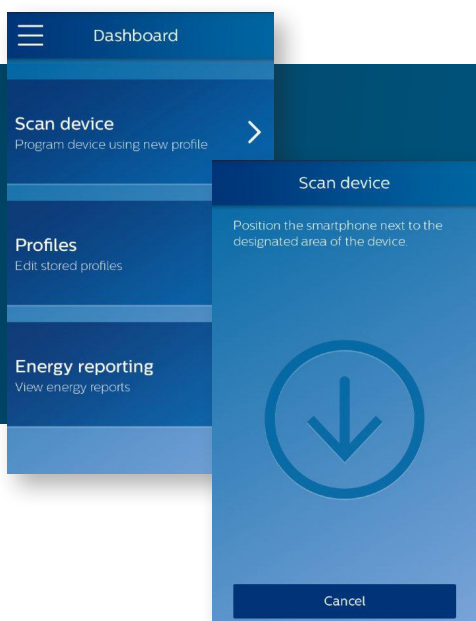 Dashboard
Scan device
Program device using new profile
Profiles
Edit stored profiles
Energy reporting
View energy reports
Scan device
Position the smartphone next to the
designated area of the device.
Cancel